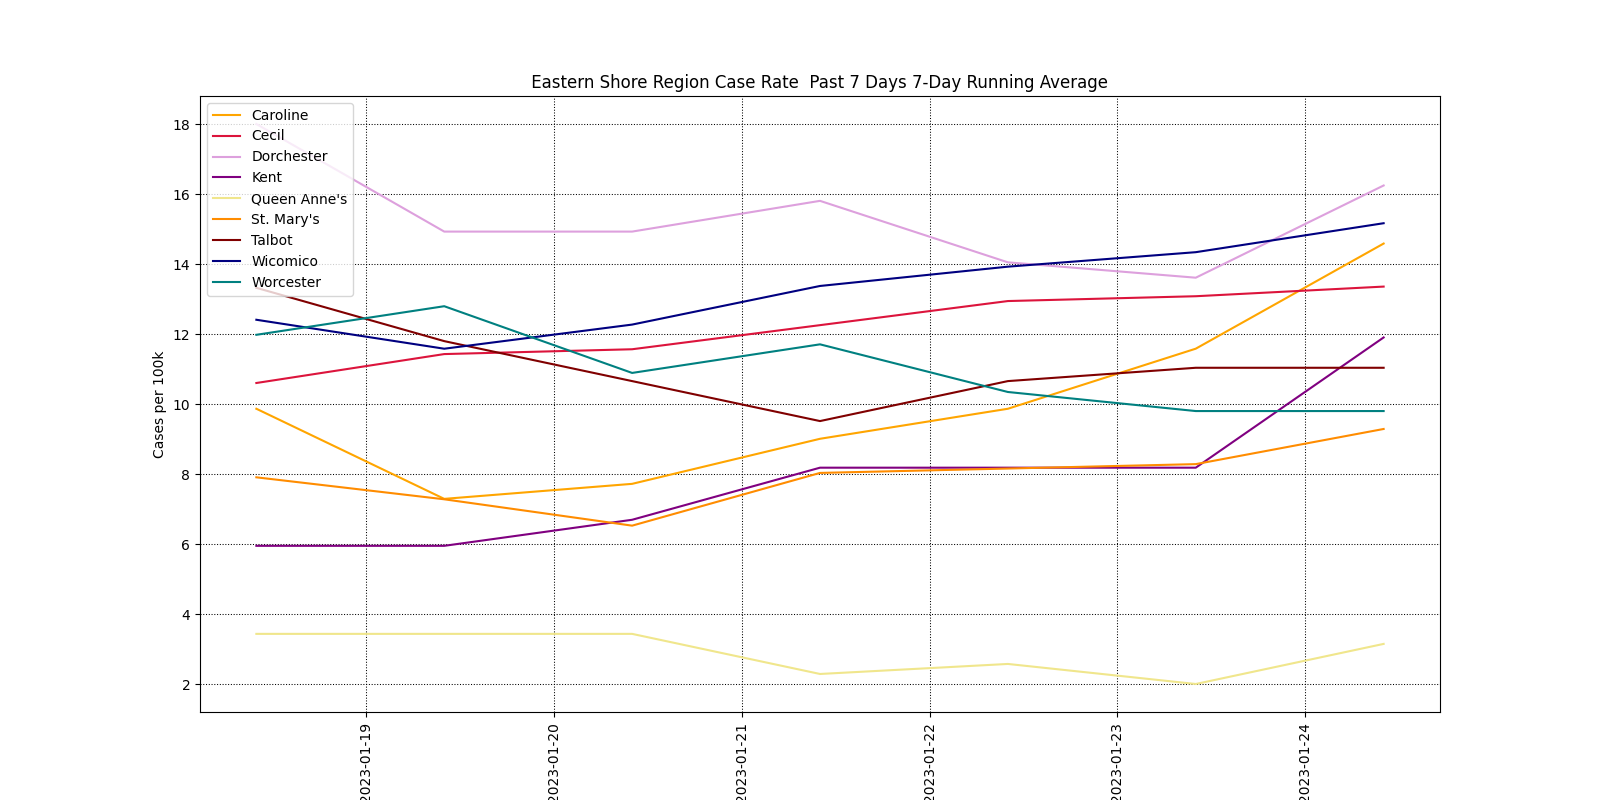 Eastern Shore Region Case Rate  Past 7 Days 7-Day Running Average
Caroline
Cecil
Dorchester
Kent
Queen Anne's
St. Mary's
Talbot
Wicomico
Worcester
Cases per 100k
18
16
14
12
10
8
6
4
2
2023-01-19
2023-01-20
2023-01-21
2023-01-22
2023-01-23
2023-01-24